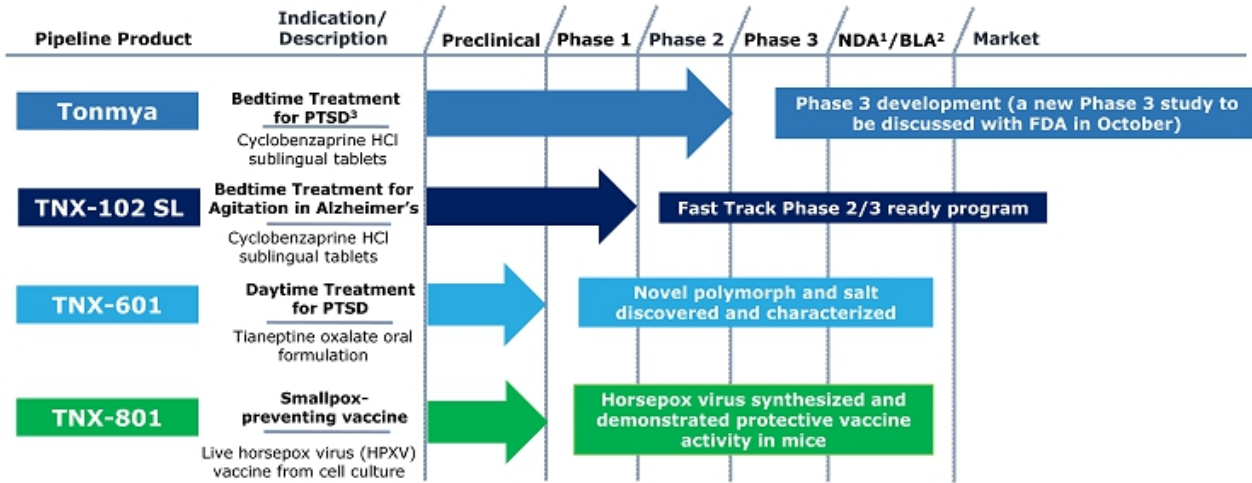 Pipeline Product
Indication/
Description
Preclinical
Phase 1
Phase 2
Phase 3
NDA¹/BLA²
Market
Tonmya
Bedtime Treatment
for PTSD³
Cyclobenzaprine HCl
sublingual tablets
Phase 3 development (a new Phase 3 study to
be discussed with FDA in October)
TNX-102 SL
Bedtime Treatment for
Agitation in Alzheimer's
Cyclobenzaprine HCl
sublingual tablets
Fast Track Phase 2/3 ready program
TNX-601
Daytime Treatment
for PTSD
Tianeptine oxalate oral
formulation
Novel polymorph and salt
discovered and characterized
TNX-801
Smallpox-
preventing vaccine
Live horsepox virus (HPXV)
vaccine from cell culture
Horsepox virus synthesized and
demonstrated protective vaccine
activity in mice